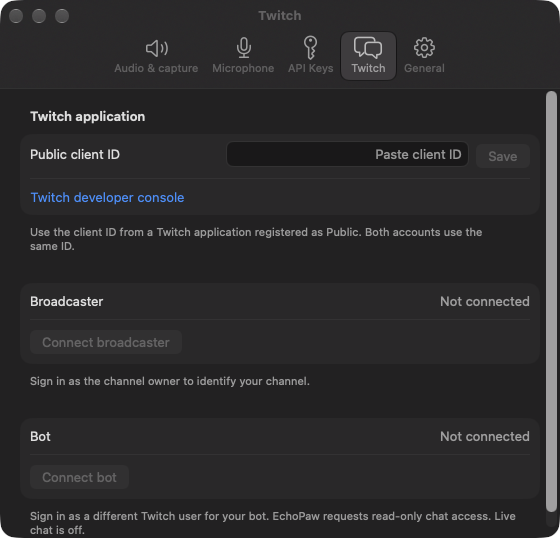 Twitch
Audio & capture
Microphone
API Keys
Twitch
General
Twitch application
Public client ID
Paste client ID
Save
Twitch developer console
Use the client ID from a Twitch application registered as Public. Both accounts use the
same ID.
Broadcaster
Not connected
Connect broadcaster
Sign in as the channel owner to identify your channel.
Bot
Not connected
Connect bot
Sign in as a different Twitch user for your bot. EchoPaw requests read-only chat access. Live
chat is off.